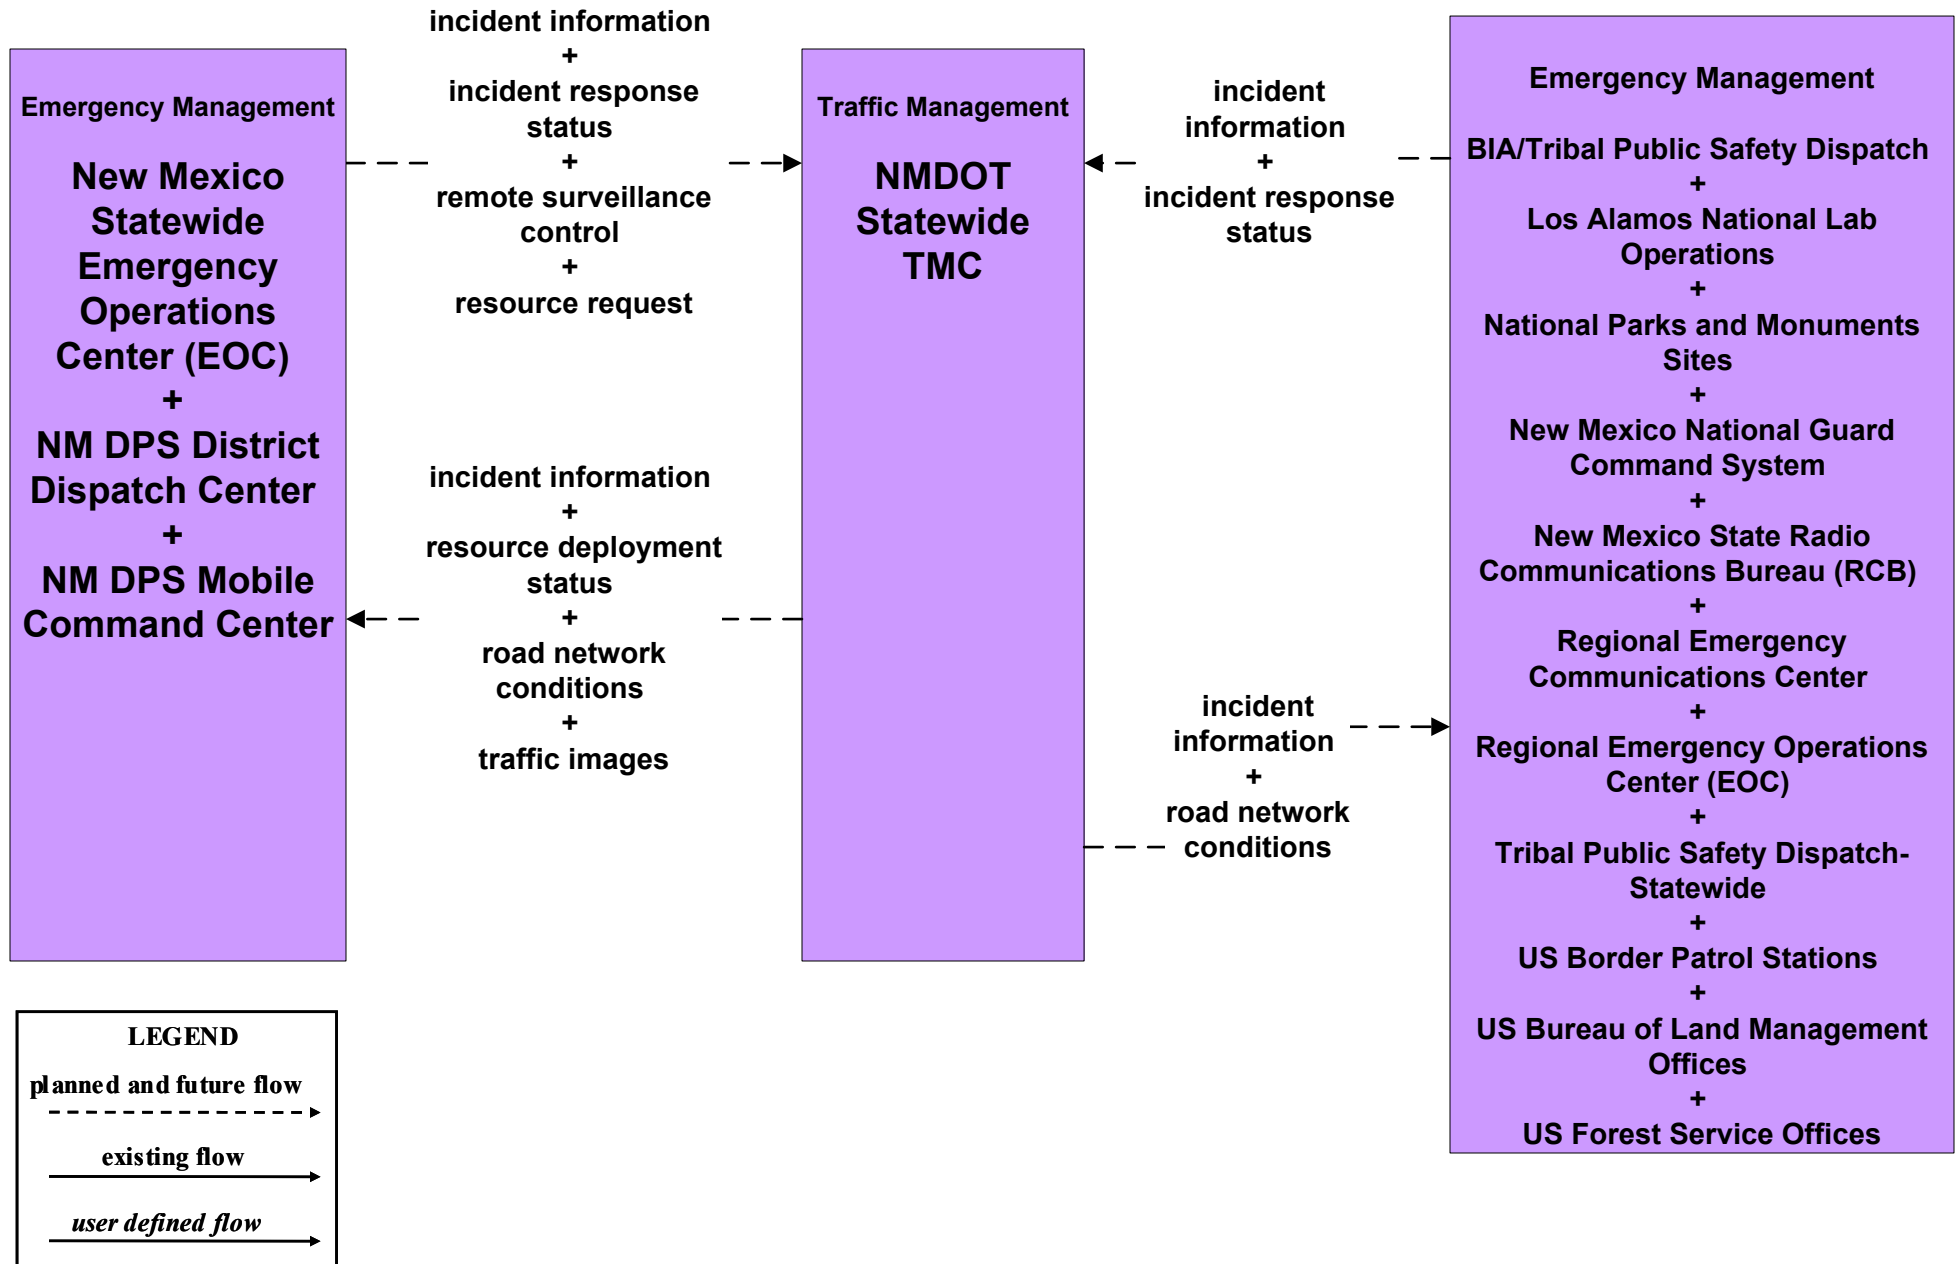 Emergency Management
New Mexico
Statewide
Emergency
Operations
Center (EOC)
+
NM DPS District
Dispatch Center
+
NM DPS Mobile
Command Center
incident information
+
incident response
status
+
remote surveillance
control
+
resource request
incident information
+
resource deployment
status
+
road network
conditions
+
traffic images
Traffic Management
NMDOT
Statewide
TMC
incident
information
+
incident response
status
incident
information
+
road network
conditions
Emergency Management
BIA/Tribal Public Safety Dispatch
+
Los Alamos National Lab
Operations
+
National Parks and Monuments
Sites
+
New Mexico National Guard
Command System
+
New Mexico State Radio
Communications Bureau (RCB)
+
Regional Emergency
Communications Center
+
Regional Emergency Operations
Center (EOC)
+
Tribal Public Safety Dispatch-
Statewide
+
US Border Patrol Stations
+
US Bureau of Land Management
Offices
+
US Forest Service Offices
LEGEND
planned and future flow
existing flow
user defined flow